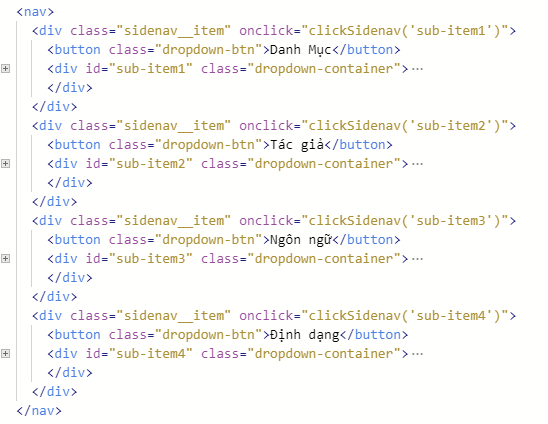 <nav>
<div class="sidenav__item" onclick="clickSidenav('sub-item1')">
<button class="dropdown-btn">Danh Mục</button>
<div id="sub-item1" class="dropdown-container">...
</div>
</div>
<div class="sidenav__item" onclick="clickSidenav('sub-item2')">
<button class="dropdown-btn">Tác giả</button>
<div id="sub-item2" class="dropdown-container">...
</div>
</div>
<div class="sidenav__item" onclick="clickSidenav('sub-item3')">
<button class="dropdown-btn">Ngôn ngữ</button>
<div id="sub-item3" class="dropdown-container">...
</div>
</div>
<div class="sidenav__item" onclick="clickSidenav('sub-item4')">
<button class="dropdown-btn">Định dạng</button>
<div id="sub-item4" class="dropdown-container">...
</div>
</div>
</nav>